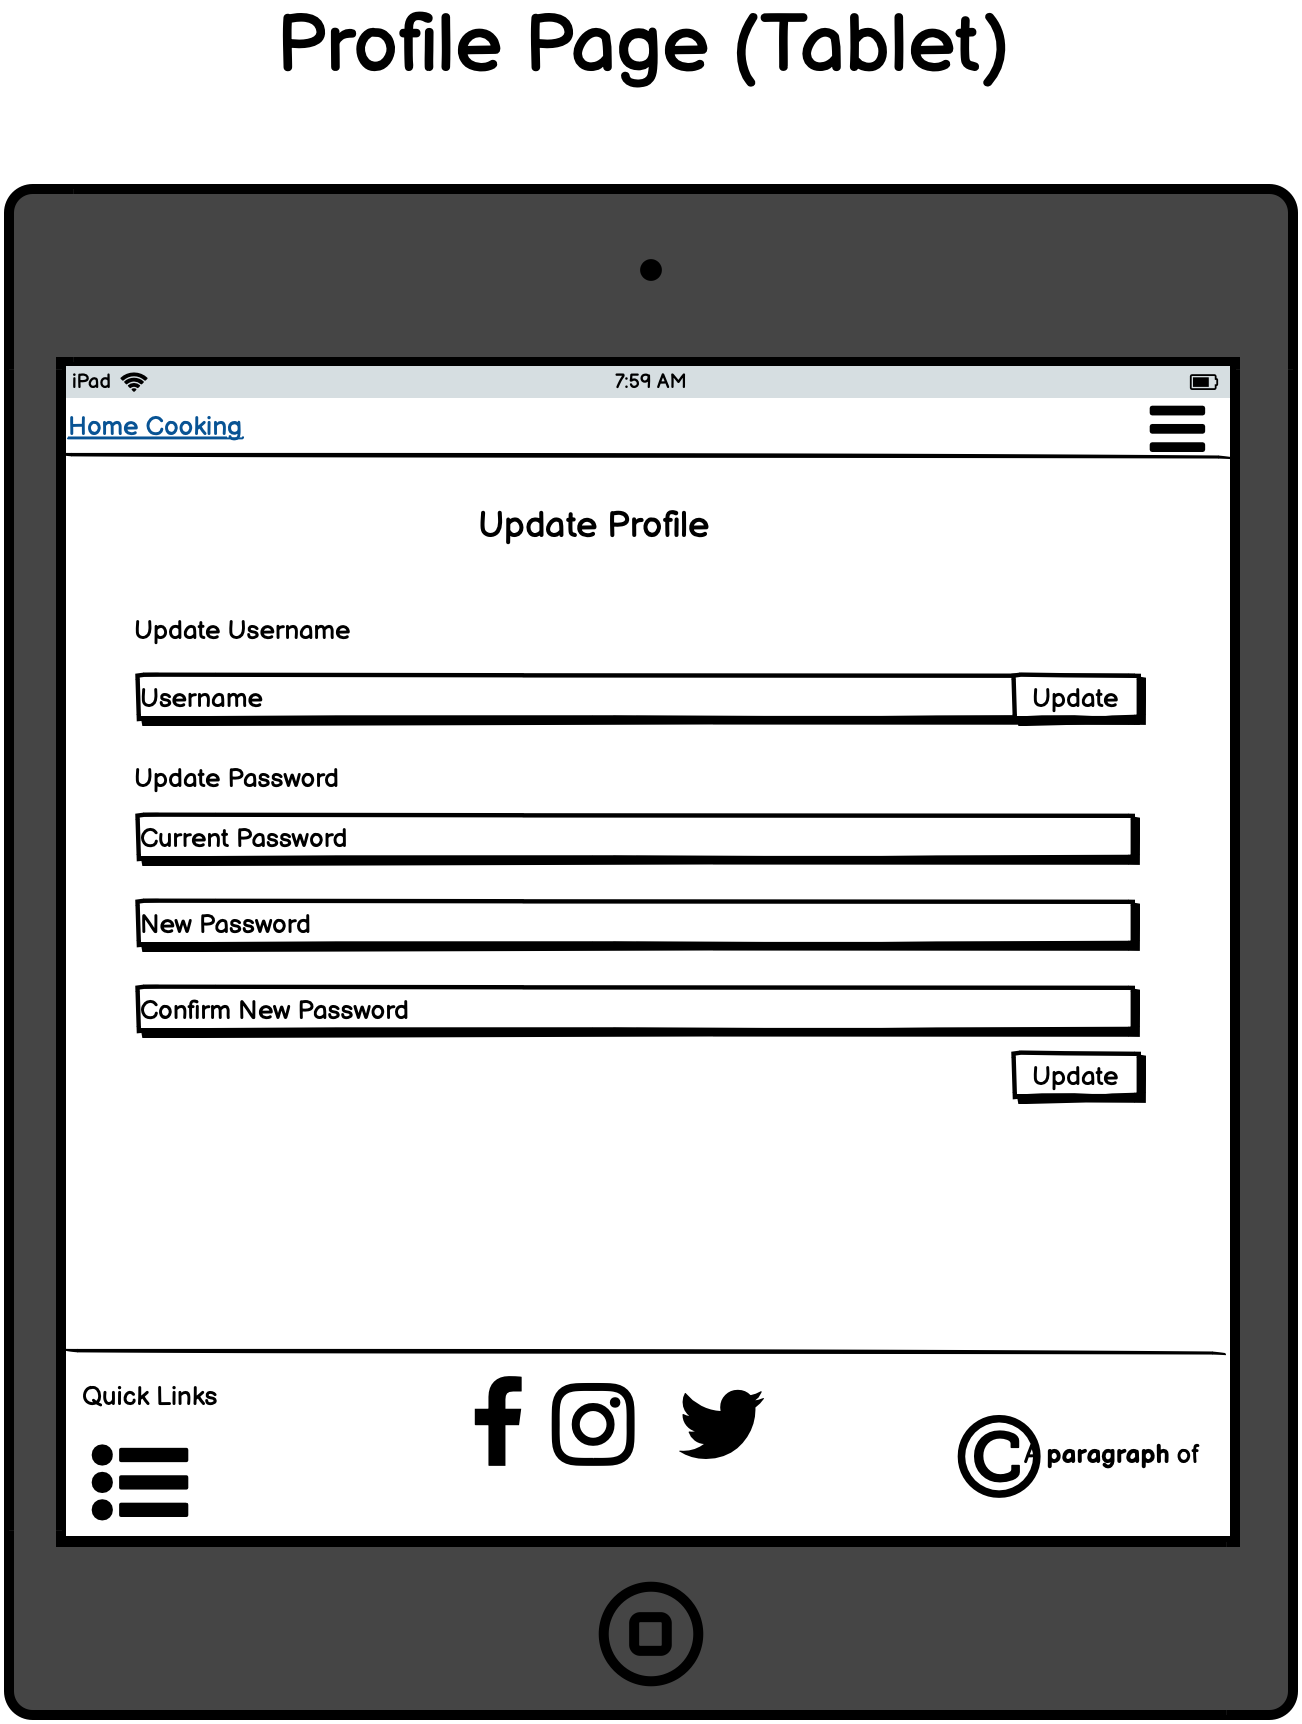 Profile Page (Tablet)
iPad 7:59 AM
Home Cooking
Update Profile
Update Username
Username Update
Update Password
Current Password
New Password
Confirm New Password
Update
Quick Links
© A paragraph of